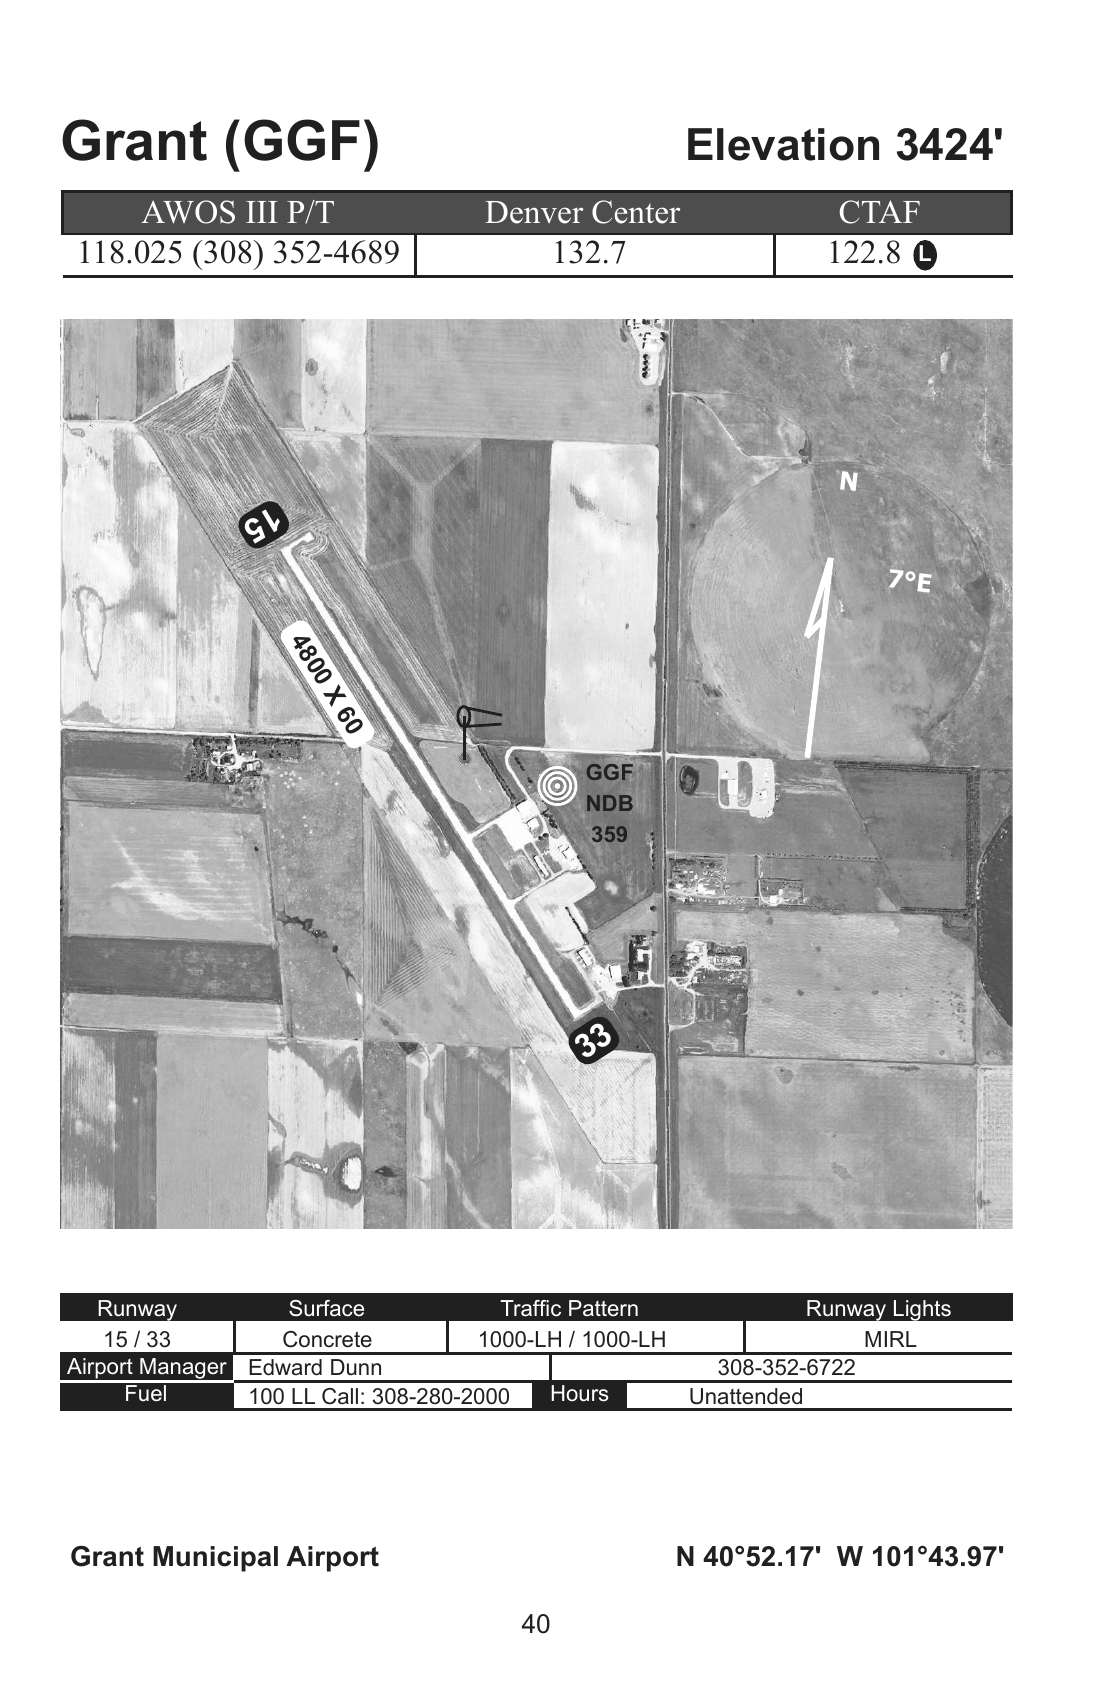 Grant (GGF) Elevation 3424'
AWOS III P/T Denver Center CTAF
118.025 (308) 352-4689 132.7 122.8 L
N
15
7°E
4800 X 60
GGF
NDB
359
33
Runway Surface Traffic Pattern Runway Lights
15 / 33 Concrete 1000-LH / 1000-LH MIRL
Airport Manager Edward Dunn 308-352-6722
Fuel 100 LL Call: 308-280-2000 Hours Unattended
Grant Municipal Airport N 40°52.17' W 101°43.97'
40